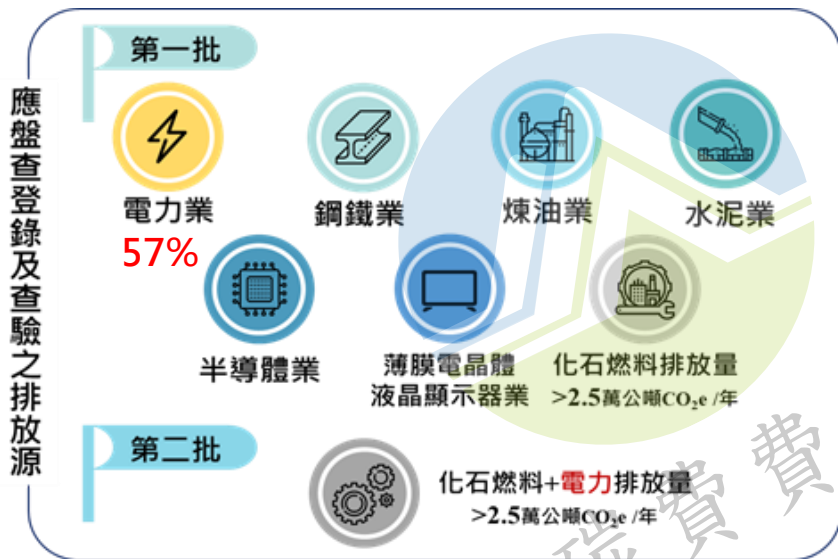 應盤查登錄及查驗之排放源
第一批
電力業
57%
鋼鐵業
煉油業
水泥業
半導體業
薄膜電晶體
液晶顯示器業
化石燃料排放量
>2.5萬公噸CO₂e /年
第二批
化石燃料+電力排放量
>2.5萬公噸CO₂e /年
碳費費